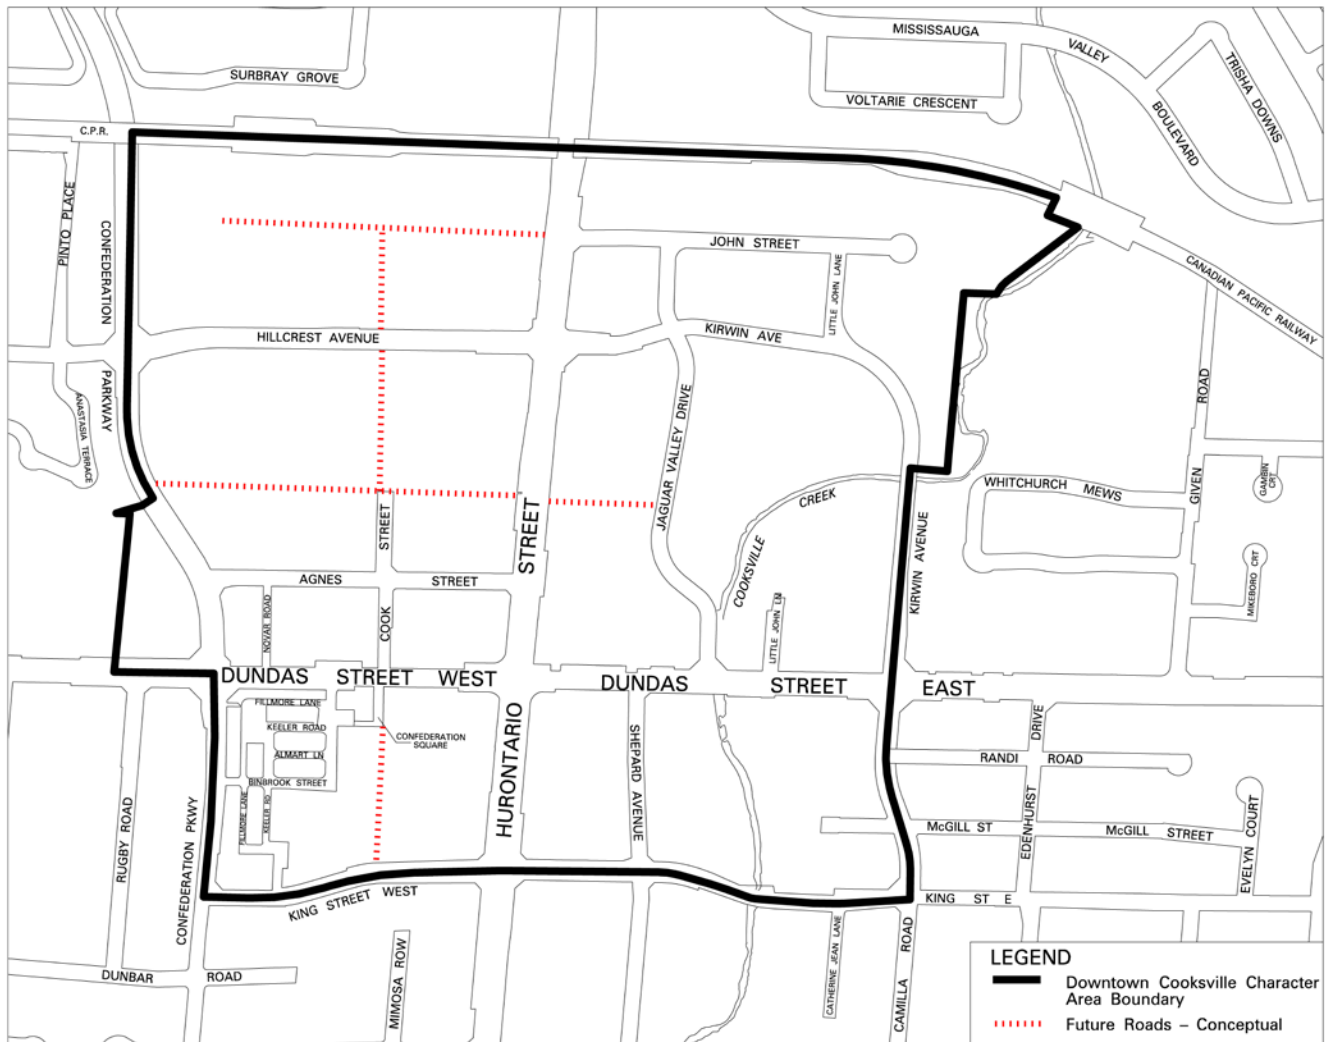 MISSISSAUGA
VALLEY
BOULEVARD
TRISHA DOWNS
SURBRAY GROVE
VOLTARIE CRESCENT
C.P.R.
PINTO PLACE
CONFEDERATION
PARKWAY
JOHN STREET
LITTLE JOHN LANE
CANADIAN PACIFIC RAILWAY
HILLCREST AVENUE
KIRWIN AVE
ANASTASIA TERRACE
JAGUAR VALLEY DRIVE
GIVEN ROAD
GAMBIN
CRT
WHITCHURCH MEWS
CREEK
COOKSVILLE
STREET
STREET
KIRWIN AVENUE
MIKEBORO CRT
AGNES STREET
NOVAR ROAD
COOK
LITTLE JOHN LN
DUNDAS STREET WEST
DUNDAS STREET EAST
FILLMORE LANE
KEELER ROAD
ALMART LN
BINBROOK STREET
FILLMORE LANE
KEELER RD
CONFEDERATION
SQUARE
HURONTARIO
SHEPARD AVENUE
EDENHURST DRIVE
RANDI ROAD
McGILL ST
McGILL STREET
EVELYN COURT
RUGBY ROAD
CONFEDERATION PKWY
KING STREET WEST
KING ST E
DUNBAR ROAD
MIMOSA ROW
CATHERINE JEAN LANE
CAMILLA ROAD
LEGEND
Downtown Cooksville Character
Area Boundary
Future Roads – Conceptual